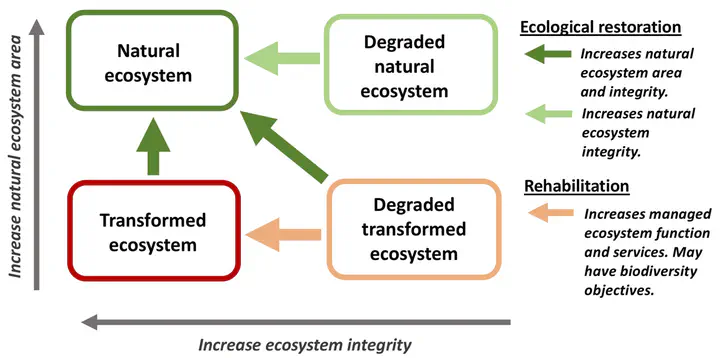 Increase natural ecosystem area
Natural
ecosystem
Degraded
natural
ecosystem
Transformed
ecosystem
Degraded
transformed
ecosystem
Increase ecosystem integrity
Ecological restoration
Increases natural
ecosystem area
and integrity.
Increases natural
ecosystem
integrity.
Rehabilitation
Increases managed
ecosystem function
and services. May
have biodiversity
objectives.